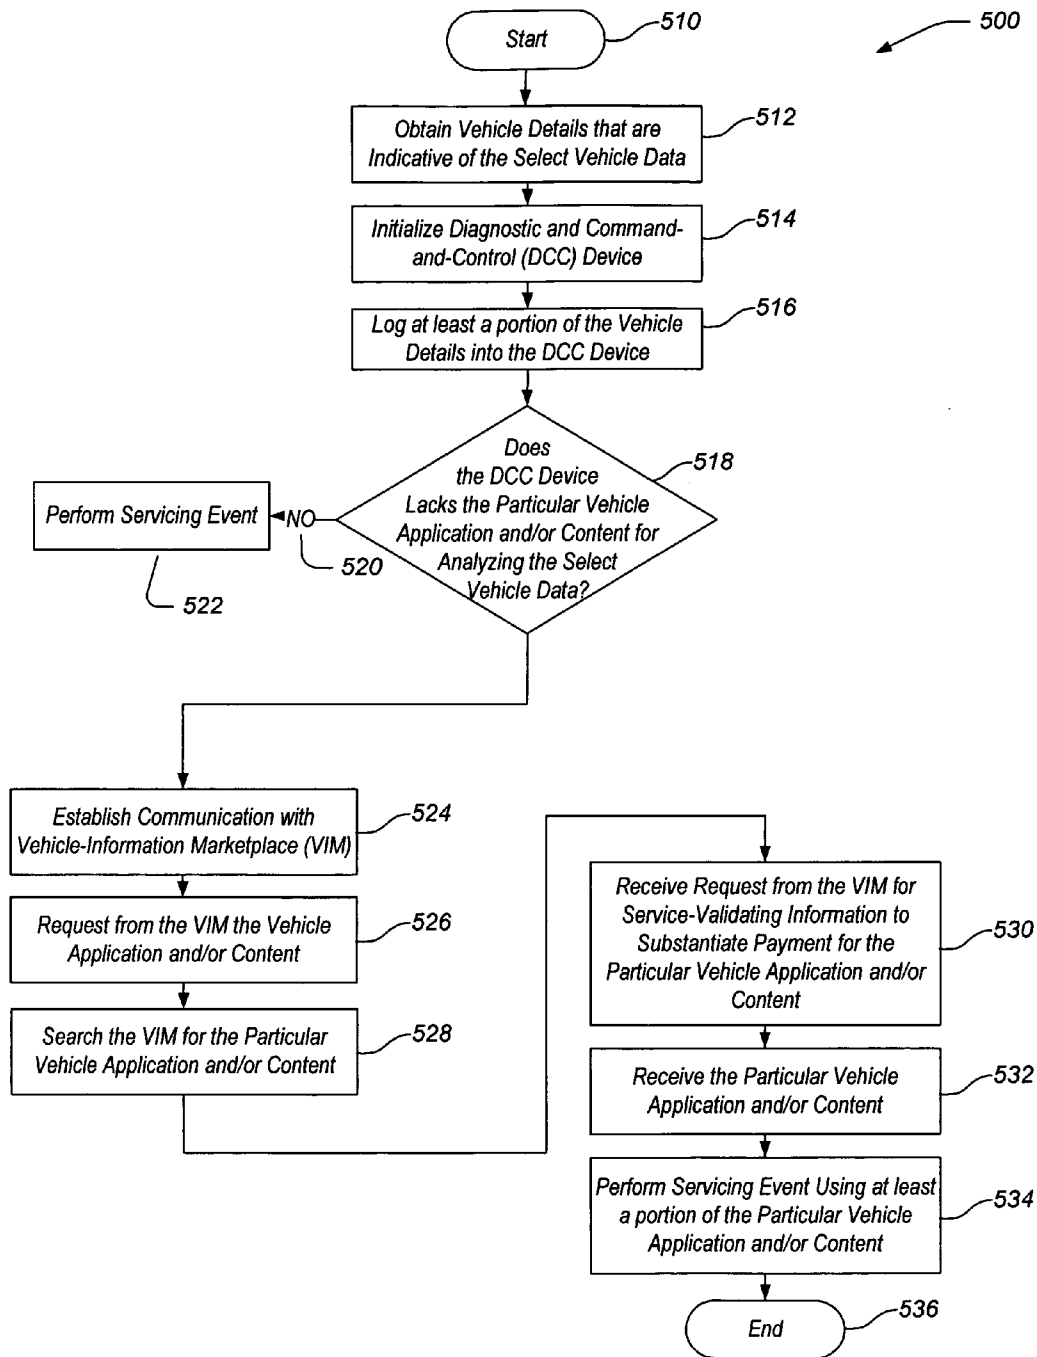 Start
510
500
Obtain Vehicle Details that are
Indicative of the Select Vehicle Data
512
Initialize Diagnostic and Command-
and-Control (DCC) Device
514
Log at least a portion of the Vehicle
Details into the DCC Device
516
Does
the DCC Device
Lacks the Particular Vehicle
Application and/or Content for
Analyzing the Select
Vehicle Data?
518
NO
520
Perform Servicing Event
522
Establish Communication with
Vehicle-Information Marketplace (VIM)
524
Request from the VIM the Vehicle
Application and/or Content
526
Search the VIM for the Particular
Vehicle Application and/or Content
528
Receive Request from the VIM for
Service-Validating Information to
Substantiate Payment for the
Particular Vehicle Application and/or
Content
530
Receive the Particular Vehicle
Application and/or Content
532
Perform Servicing Event Using at least
a portion of the Particular Vehicle
Application and/or Content
534
End
536